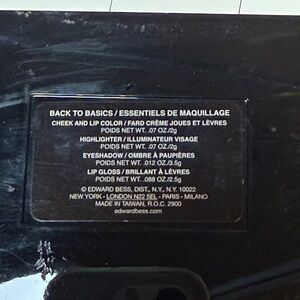 BACK TO BASICS / ESSENTIELS DE MAQUILLAGE
CHEEK AND LIP COLOR / FARD CRÈME JOUES ET LÈVRES
POIDS NET WT. .07 OZ./2g
HIGHLIGHTER / ILLUMINATEUR VISAGE
POIDS NET WT. .07 OZ./2g
EYESHADOW / OMBRE À PAUPIÈRES
POIDS NET WT. .012 OZ./3.5g
LIP GLOSS / BRILLANT À LÈVRES
POIDS NET WT. .088 OZ./2.5g
© EDWARD BESS, DIST., N.Y., N.Y. 10022
NEW YORK - LONDON N22 5EL - PARIS - MILANO
MADE IN TAIWAN, R.O.C. 2900
edwardbess.com